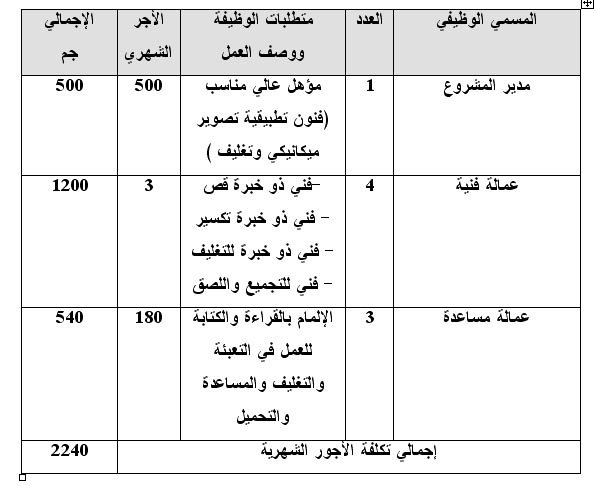 المسمي الوظيفي العدد متطلبات الوظيفة ووصف العمل الأجر الشهري الإجمالي جم
مدير المشروع 1 مؤهل عالي مناسب 500 500
(فنون تطبيقية تصوير
ميكانيكي وتغليف )
عمالة فنية 4 –فني ذو خبرة قص 3 1200
– فني ذو خبرة تكسير
– فني ذو خبرة للتغليف
– فني للتجميع واللصق
عمالة مساعدة 3 الإلمام بالقراءة والكتابة 180 540
للعمل في التعبئة
والتغليف والمساعدة
والتحميل
إجمالي تكلفة الأجور الشهرية 2240